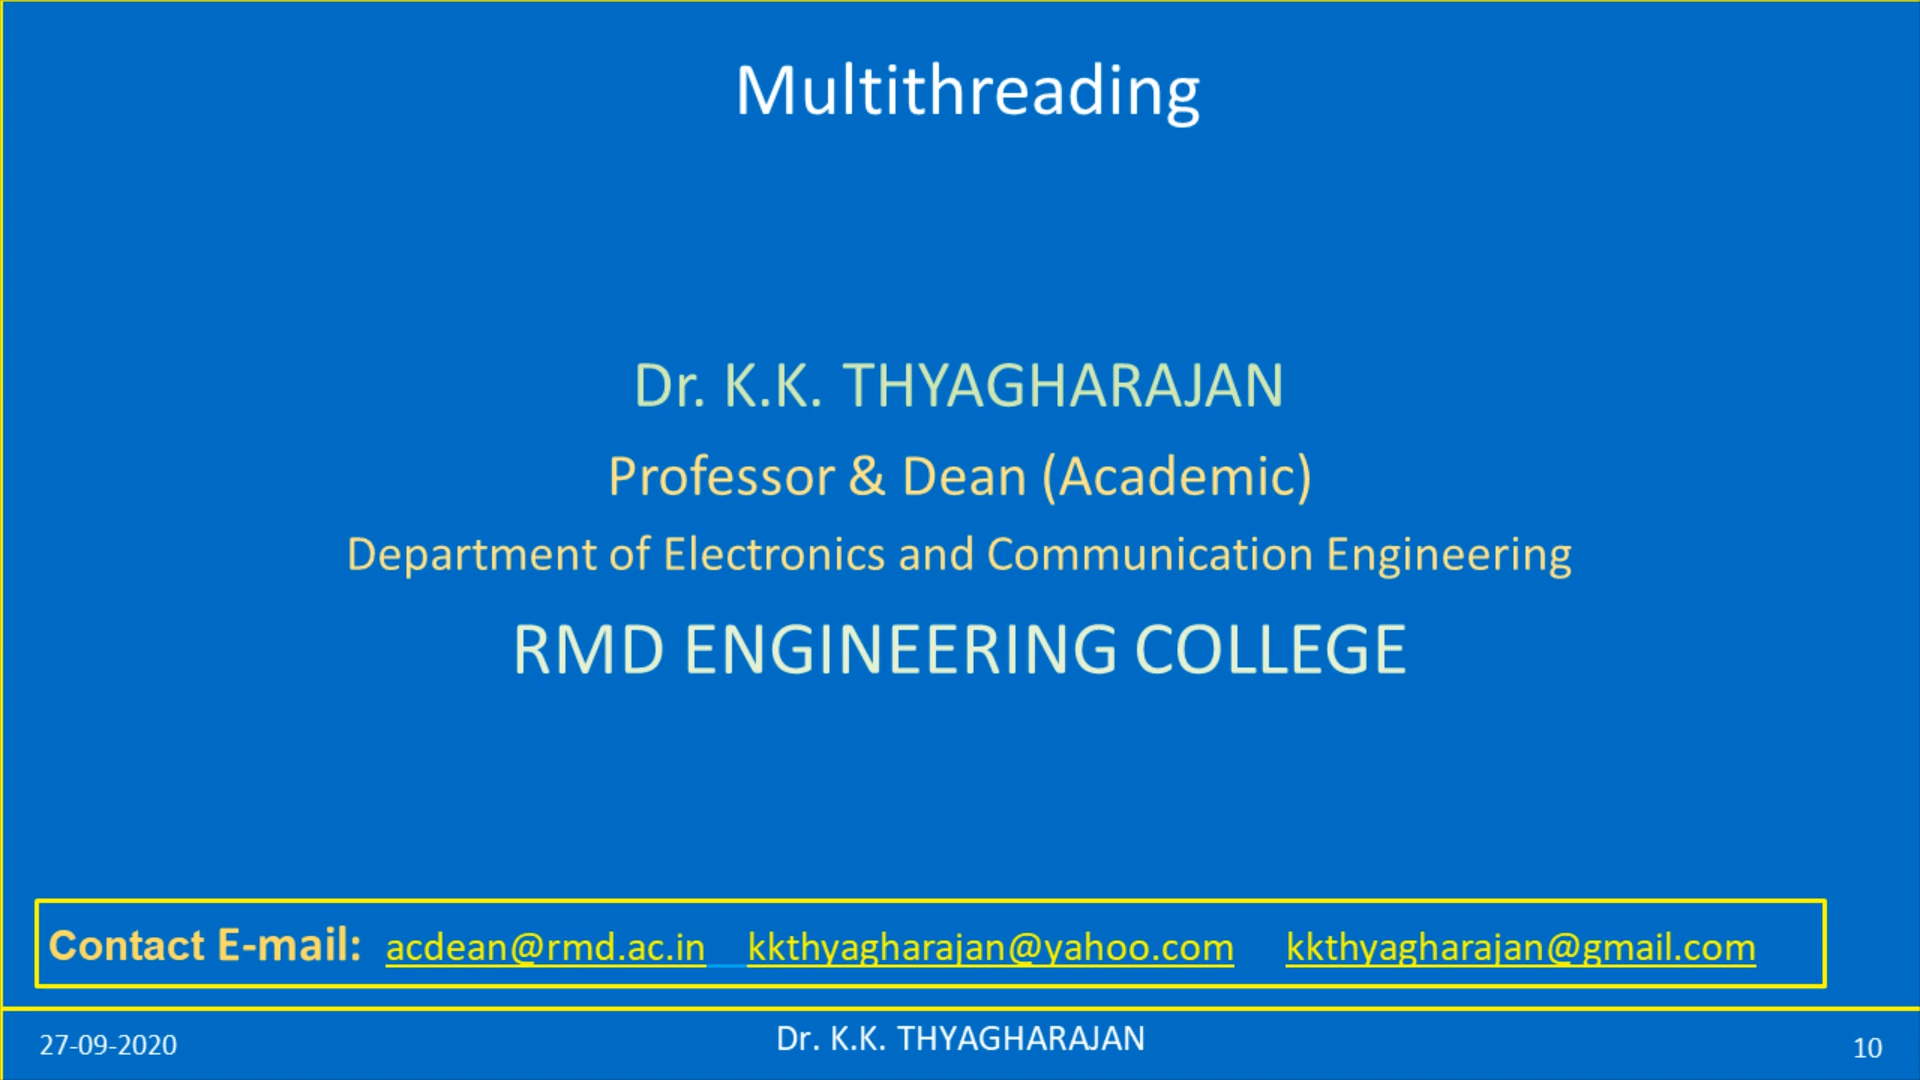 Multithreading
Dr. K.K. THYAGHARAJAN
Professor & Dean (Academic)
Department of Electronics and Communication Engineering
RMD ENGINEERING COLLEGE
Contact E-mail: acdean@rmd.ac.in kkthyagharajan@yahoo.com kkthyagharajan@gmail.com
27-09-2020 Dr. K.K. THYAGHARAJAN 10